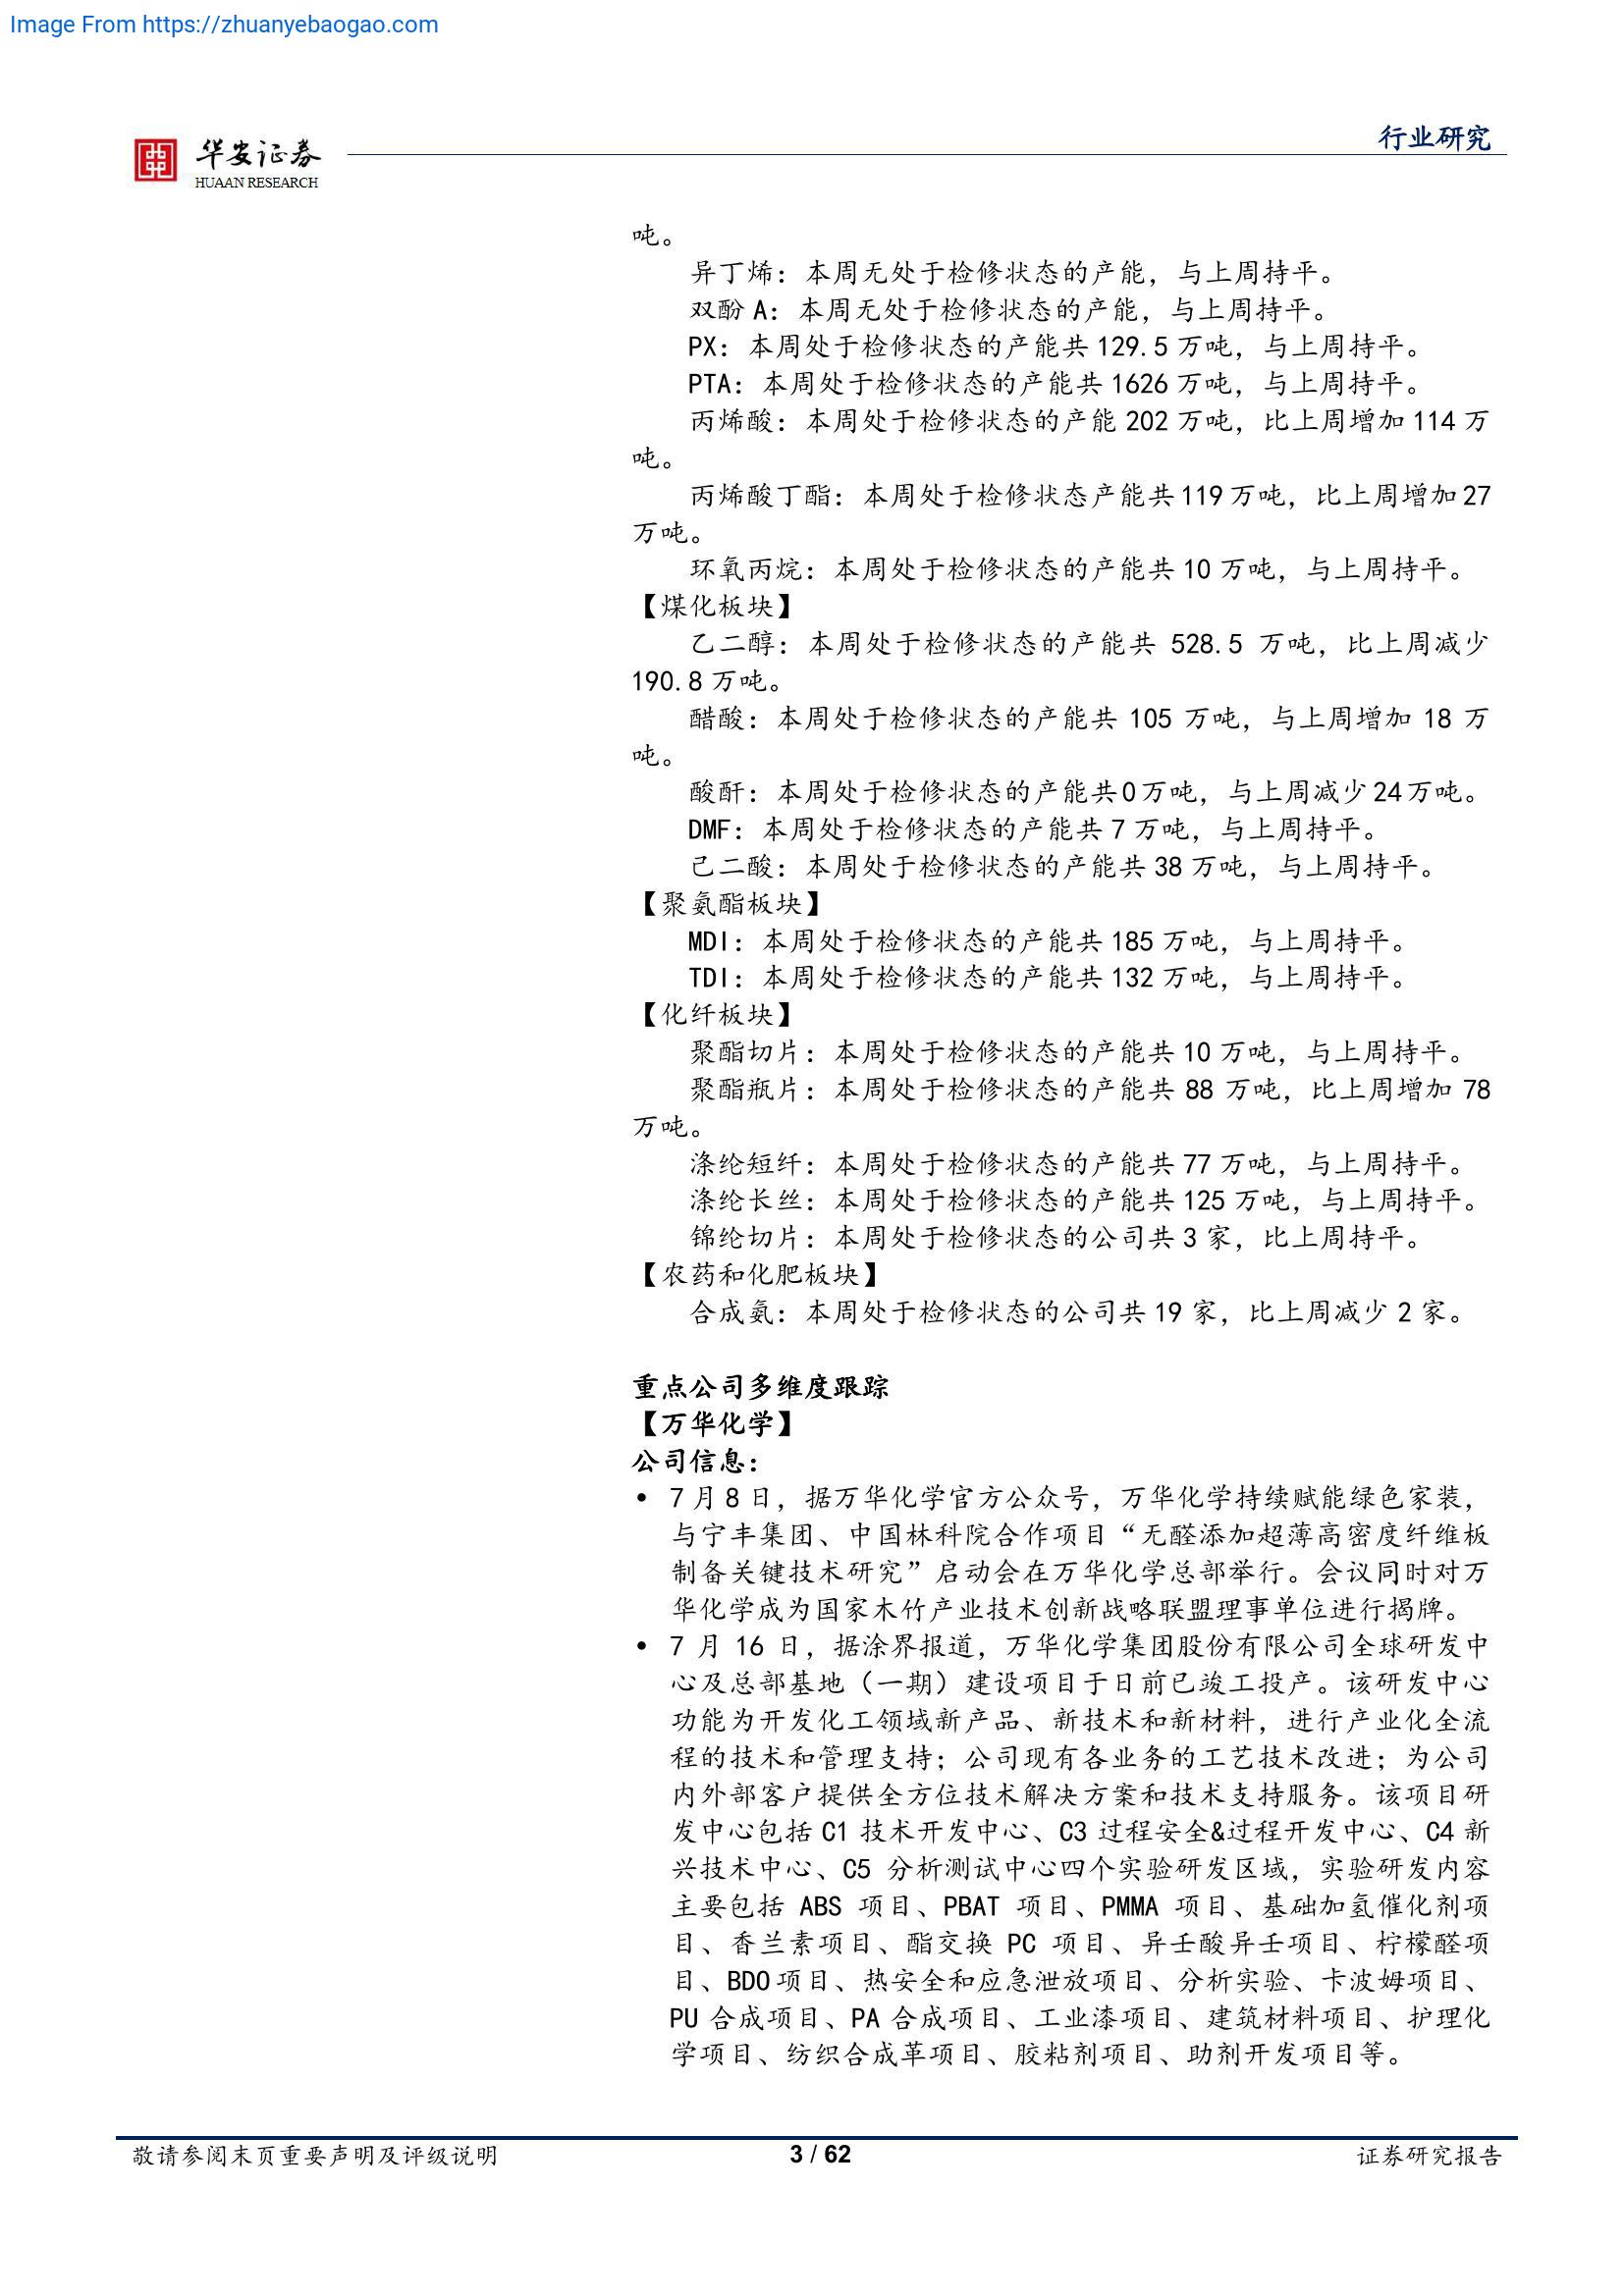 Image From https://zhuanyebaogao.com
华安证券
HUAAN RESEARCH
行业研究
吨。
异丁烯：本周无处于检修状态的产能，与上周持平。
双酚 A：本周无处于检修状态的产能，与上周持平。
PX：本周处于检修状态的产能共 129.5 万吨，与上周持平。
PTA：本周处于检修状态的产能共 1626 万吨，与上周持平。
丙烯酸：本周处于检修状态的产能 202 万吨，比上周增加 114 万
吨。
丙烯酸丁酯：本周处于检修状态产能共 119 万吨，比上周增加 27
万吨。
环氧丙烷：本周处于检修状态的产能共 10 万吨，与上周持平。
【煤化板块】
乙二醇：本周处于检修状态的产能共 528.5 万吨，比上周减少
190.8 万吨。
醋酸：本周处于检修状态的产能共 105 万吨，与上周增加 18 万
吨。
酸酐：本周处于检修状态的产能共 0 万吨，与上周减少 24 万吨。
DMF：本周处于检修状态的产能共 7 万吨，与上周持平。
己二酸：本周处于检修状态的产能共 38 万吨，与上周持平。
【聚氨酯板块】
MDI：本周处于检修状态的产能共 185 万吨，与上周持平。
TDI：本周处于检修状态的产能共 132 万吨，与上周持平。
【化纤板块】
聚酯切片：本周处于检修状态的产能共 10 万吨，与上周持平。
聚酯瓶片：本周处于检修状态的产能共 88 万吨，比上周增加 78
万吨。
涤纶短纤：本周处于检修状态的产能共 77 万吨，与上周持平。
涤纶长丝：本周处于检修状态的产能共 125 万吨，与上周持平。
锦纶切片：本周处于检修状态的公司共 3 家，比上周持平。
【农药和化肥板块】
合成氨：本周处于检修状态的公司共 19 家，比上周减少 2 家。
重点公司多维度跟踪
【万华化学】
公司信息：
• 7 月 8 日，据万华化学官方公众号，万华化学持续赋能绿色家装，
与宁丰集团、中国林科院合作项目“无醛添加超薄高密度纤维板
制备关键技术研究”启动会在万华化学总部举行。会议同时对万
华化学成为国家木竹产业技术创新战略联盟理事单位进行揭牌。
• 7 月 16 日，据涂界报道，万华化学集团股份有限公司全球研发中
心及总部基地（一期）建设项目于日前已竣工投产。该研发中心
功能为开发化工领域新产品、新技术和新材料，进行产业化全流
程的技术和管理支持；公司现有各业务的工艺技术改进；为公司
内外部客户提供全方位技术解决方案和技术支持服务。该项目研
发中心包括 C1 技术开发中心、C3 过程安全&过程开发中心、C4 新
兴技术中心、C5 分析测试中心四个实验研发区域，实验研发内容
主要包括 ABS 项目、PBAT 项目、PMMA 项目、基础加氢催化剂项
目、香兰素项目、酯交换 PC 项目、异壬酸异壬项目、柠檬醛项
目、BDO 项目、热安全和应急泄放项目、分析实验、卡波姆项目、
PU 合成项目、PA 合成项目、工业漆项目、建筑材料项目、护理化
学项目、纺织合成革项目、胶粘剂项目、助剂开发项目等。
敬请参阅末页重要声明及评级说明
3 / 62
证券研究报告